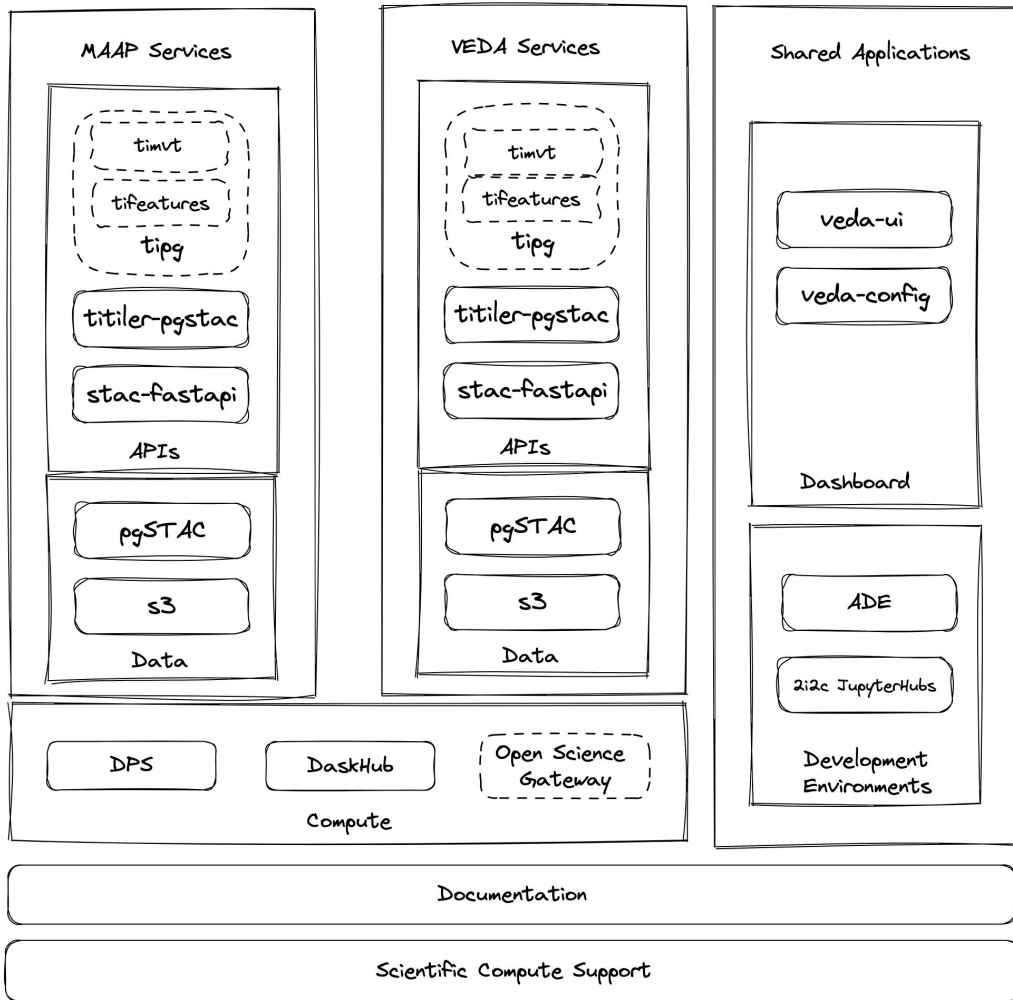 MAAP Services
timvt
tifeatures
tipg
titiler-pgstac
stac-fastapi
APIs
pgSTAC
s3
Data
VEDA Services
timvt
tifeatures
tipg
titiler-pgstac
stac-fastapi
APIs
pgSTAC
s3
Data
Shared Applications
veda-ui
veda-config
Dashboard
ADE
2i2c JupyterHubs
Development
Environments
DPS
DaskHub
Open Science
Gateway
Compute
Documentation
Scientific Compute Support